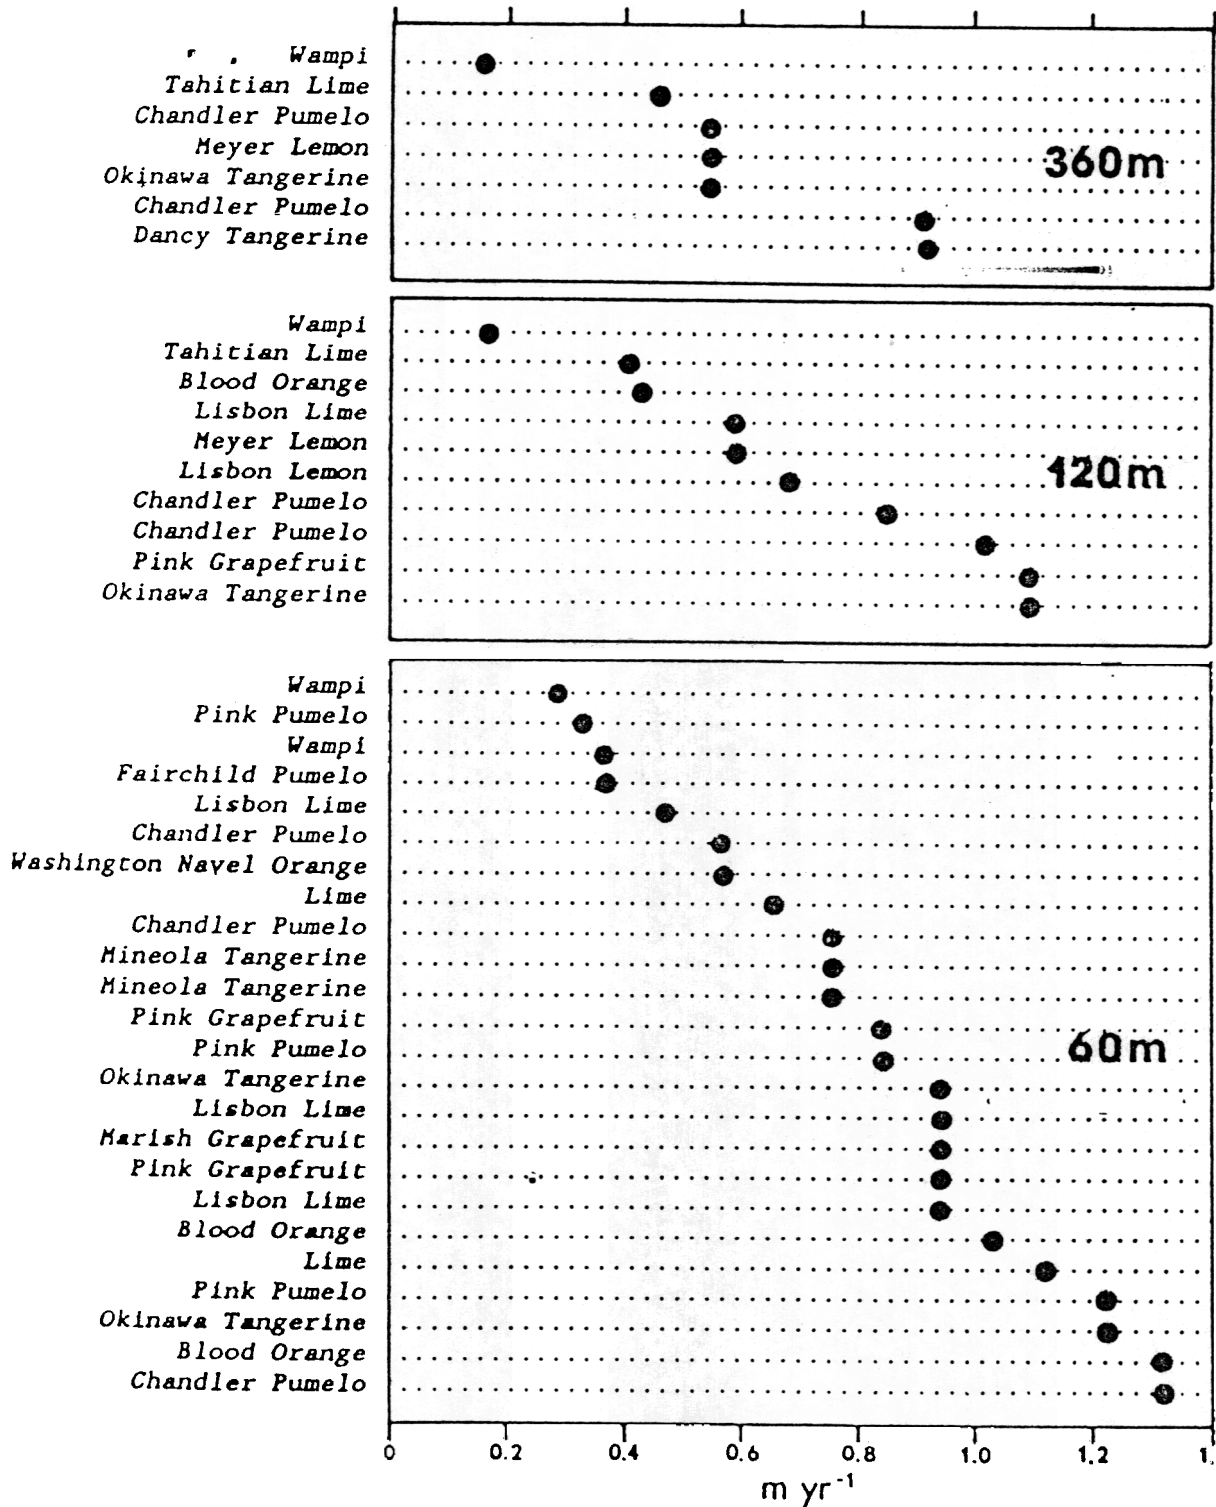 Wampi
Tahitian Lime
Chandler Pumelo
Meyer Lemon
Okinawa Tangerine
Chandler Pumelo
Dancy Tangerine
360m
Wampi
Tahitian Lime
Blood Orange
Lisbon Lime
Meyer Lemon
Lisbon Lemon
Chandler Pumelo
Chandler Pumelo
Pink Grapefruit
Okinawa Tangerine
120m
Wampi
Pink Pumelo
Wampi
Fairchild Pumelo
Lisbon Lime
Chandler Pumelo
Washington Navel Orange
Lime
Chandler Pumelo
Mineola Tangerine
Mineola Tangerine
Pink Grapefruit
Pink Pumelo
Okinawa Tangerine
Lisbon Lime
Marish Grapefruit
Pink Grapefruit
Lisbon Lime
Blood Orange
Lime
Pink Pumelo
Okinawa Tangerine
Blood Orange
Chandler Pumelo
60m
0 0.2 0.4 0.6 0.8 1.0 1.2 1.
m yr⁻¹